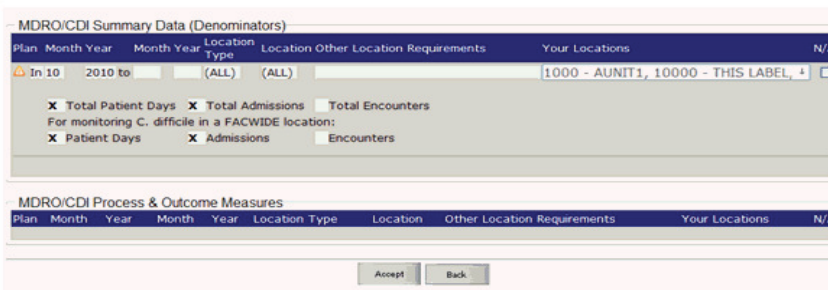 MDRO/CDI Summary Data (Denominators)
Plan Month Year Month Year Location Type Location Other Location Requirements Your Locations N/
In 10 2010 to (ALL) (ALL) 1000 - AUNIT1, 10000 - THIS LABEL,
X Total Patient Days X Total Admissions Total Encounters
For monitoring C. difficile in a FACWIDE location:
X Patient Days X Admissions Encounters
MDRO/CDI Process & Outcome Measures
Plan Month Year Month Year Location Type Location Other Location Requirements Your Locations N/
Accept Back